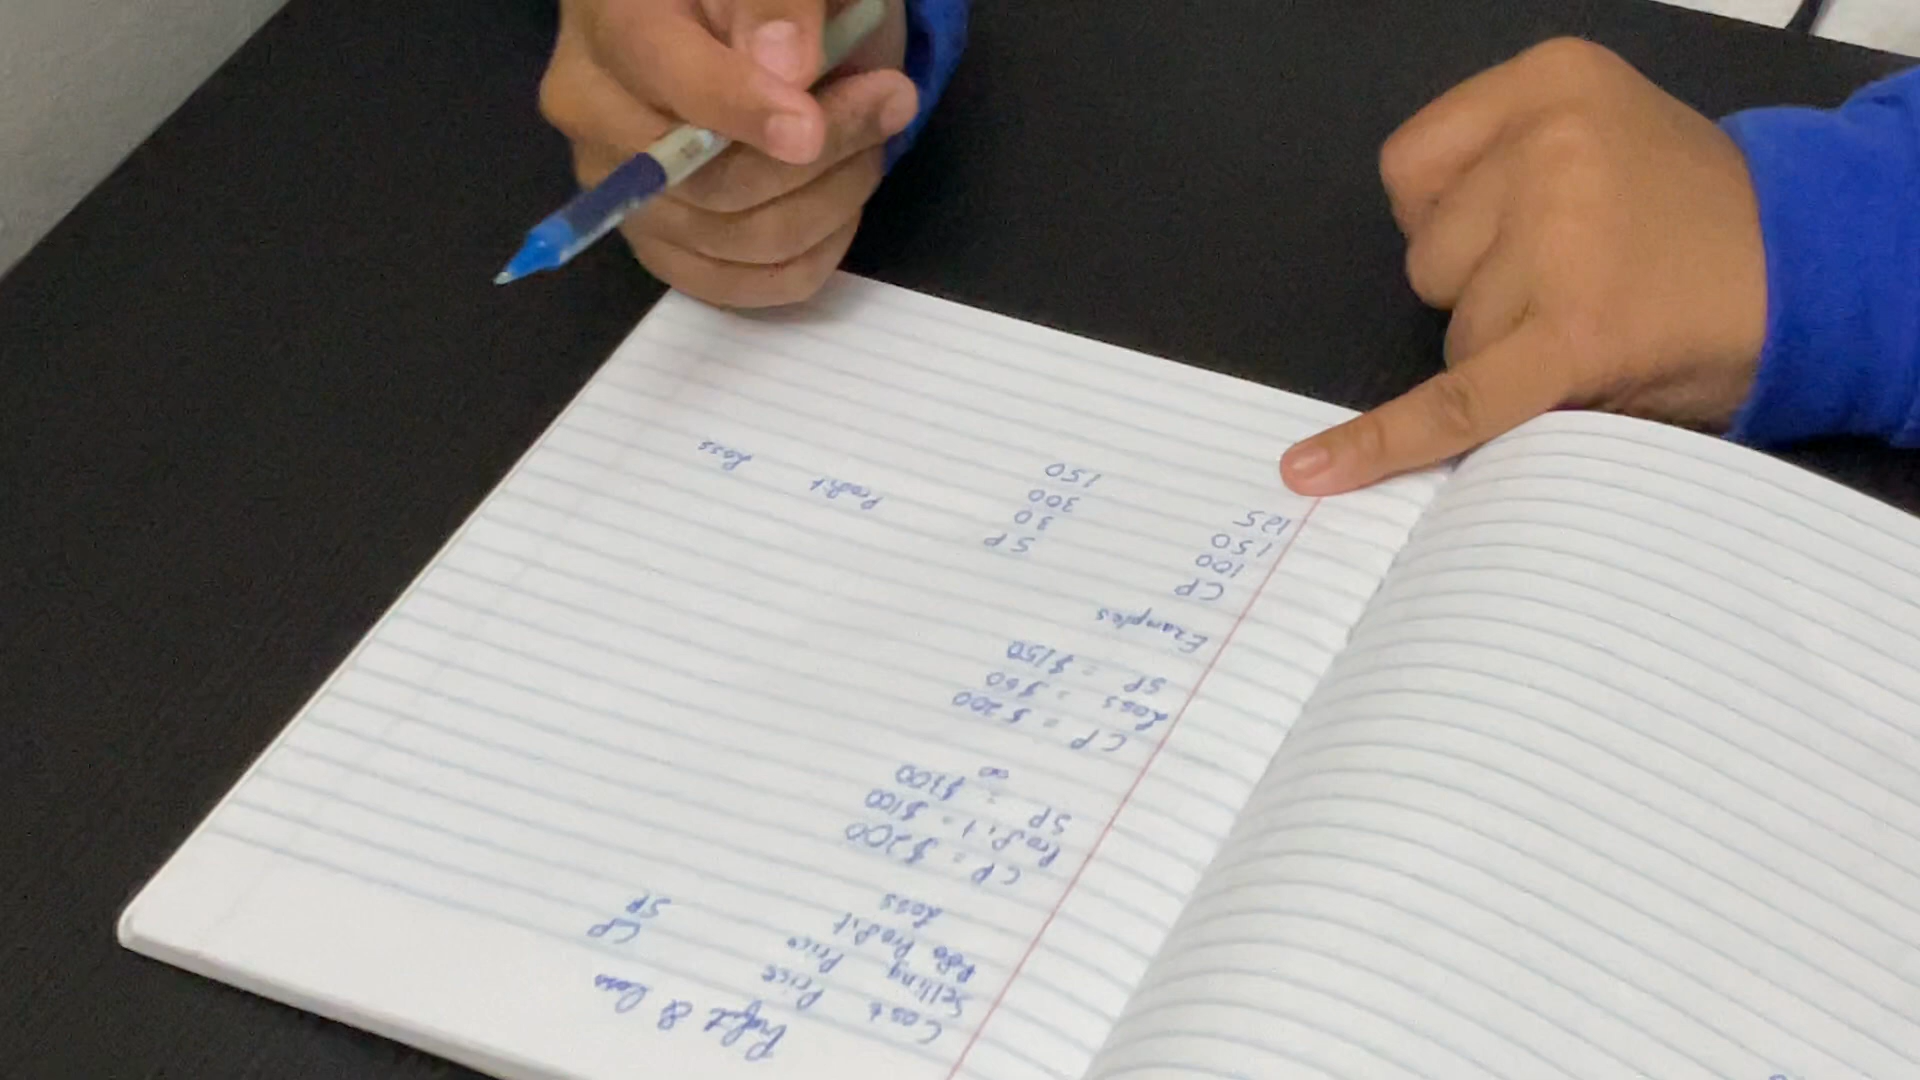 Profit & Loss
Cost Price CP
Selling Price SP
Profit
Loss
CP = $200
Profit = $100
SP = $300
CP = $200
Loss = $60
SP = $150
Examples
CP SP Profit Loss
100 30
150 300
125 150